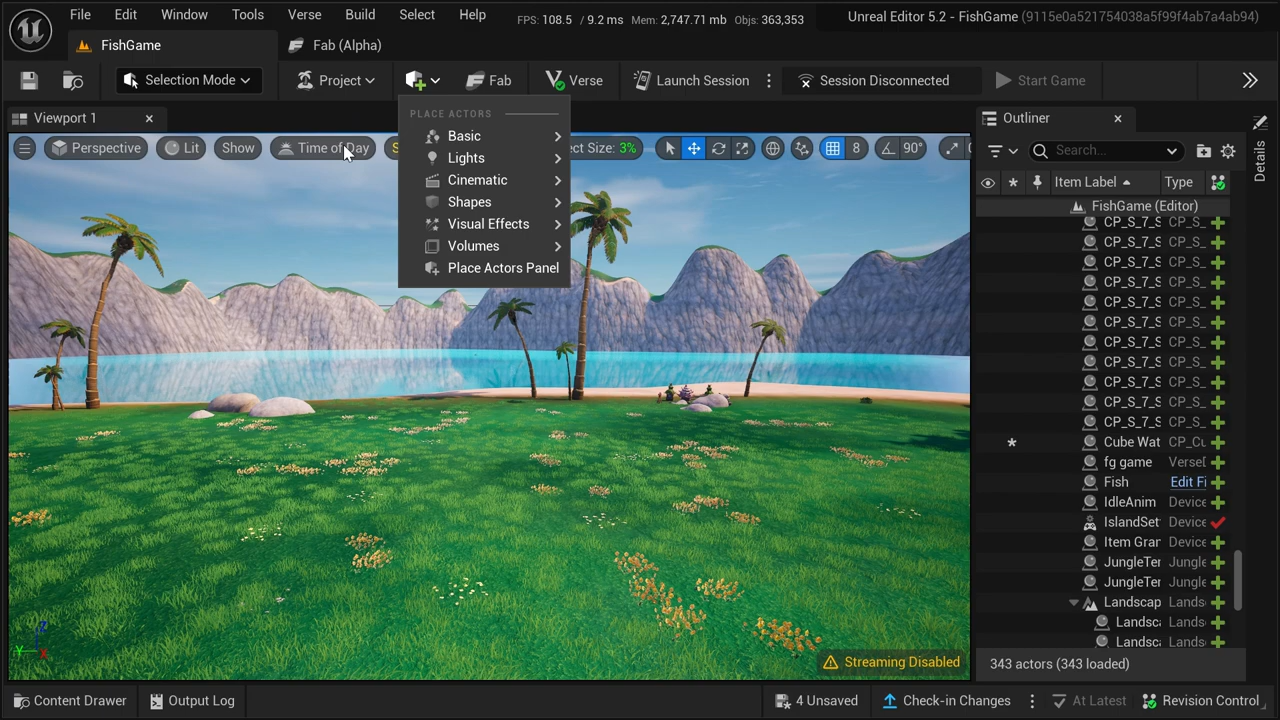 File Edit Window Tools Verse Build Select Help
FPS: 108.5 / 9.2 ms Mem: 2,747.71 mb Objs: 363,353
Unreal Editor 5.2 - FishGame (9115e0a521754038a5f99f4ab7a4ab94)
FishGame
Fab (Alpha)
Selection Mode
Project
Fab
Verse
Launch Session
Session Disconnected
Start Game
Viewport 1
Perspective
Lit
Show
Time of Day
S
ect Size: 3%
8
90°
PLACE ACTORS
Basic
Lights
Cinematic
Shapes
Visual Effects
Volumes
Place Actors Panel
Streaming Disabled
Z
Y
X
Outliner
Search...
Item Label Type
FishGame (Editor)
CP_S_7_S CP_S_
CP_S_7_S CP_S_
CP_S_7_S CP_S_
CP_S_7_S CP_S_
CP_S_7_S CP_S_
CP_S_7_S CP_S_
CP_S_7_S CP_S_
CP_S_7_S CP_S_
CP_S_7_S CP_S_
CP_S_7_S CP_S_
CP_S_7_S CP_S_
* Cube Wat CP_Cu
fg game VerseD
Fish Edit Fi
IdleAnim Device
IslandSet Device
Item Gran Device
JungleTer Jungle
JungleTer Jungle
Landscap Lands
Landsca Lands
Landsca Lands
343 actors (343 loaded)
Details
Content Drawer
Output Log
4 Unsaved
Check-in Changes
At Latest
Revision Control